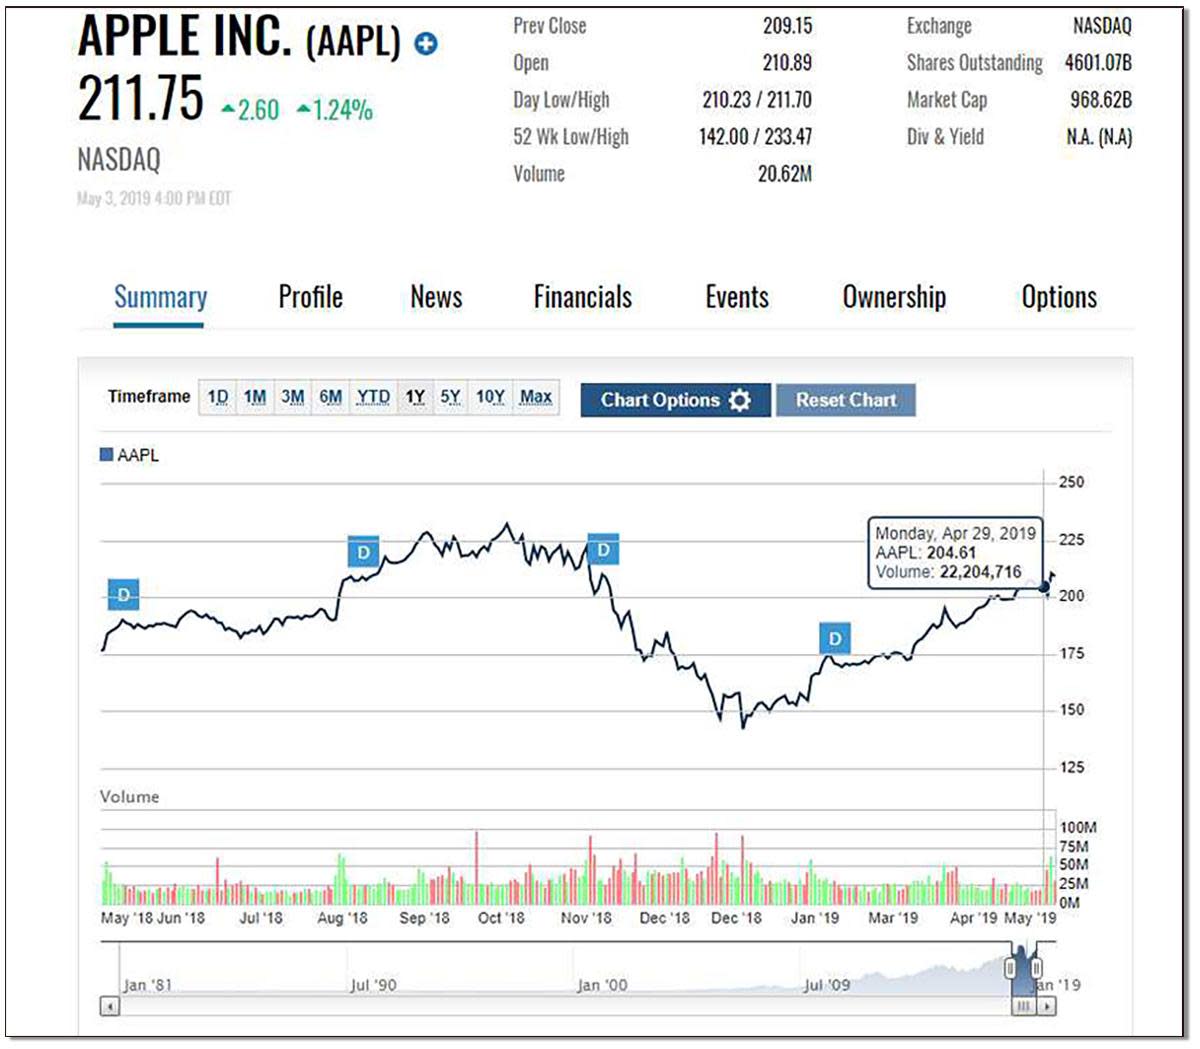 APPLE INC. (AAPL)
211.75 2.60 1.24%
NASDAQ
May 3, 2019 4:00 PM EDT
Prev Close 209.15
Open 210.89
Day Low/High 210.23 / 211.70
52 Wk Low/High 142.00 / 233.47
Volume 20.62M
Exchange NASDAQ
Shares Outstanding 4601.07B
Market Cap 968.62B
Div & Yield N.A. (N.A)
Summary Profile News Financials Events Ownership Options
Timeframe 1D 1M 3M 6M YTD 1Y 5Y 10Y Max Chart Options Reset Chart
AAPL
250
225
200
175
150
125
D
D
D
D
Monday, Apr 29, 2019
AAPL: 204.61
Volume: 22,204,716
Volume
100M
75M
50M
25M
0M
May '18 Jun '18 Jul '18 Aug '18 Sep '18 Oct '18 Nov '18 Dec '18 Dec '18 Jan '19 Mar '19 Apr '19 May '19
Jan '81 Jul '90 Jan '00 Jul '09 Jan '19